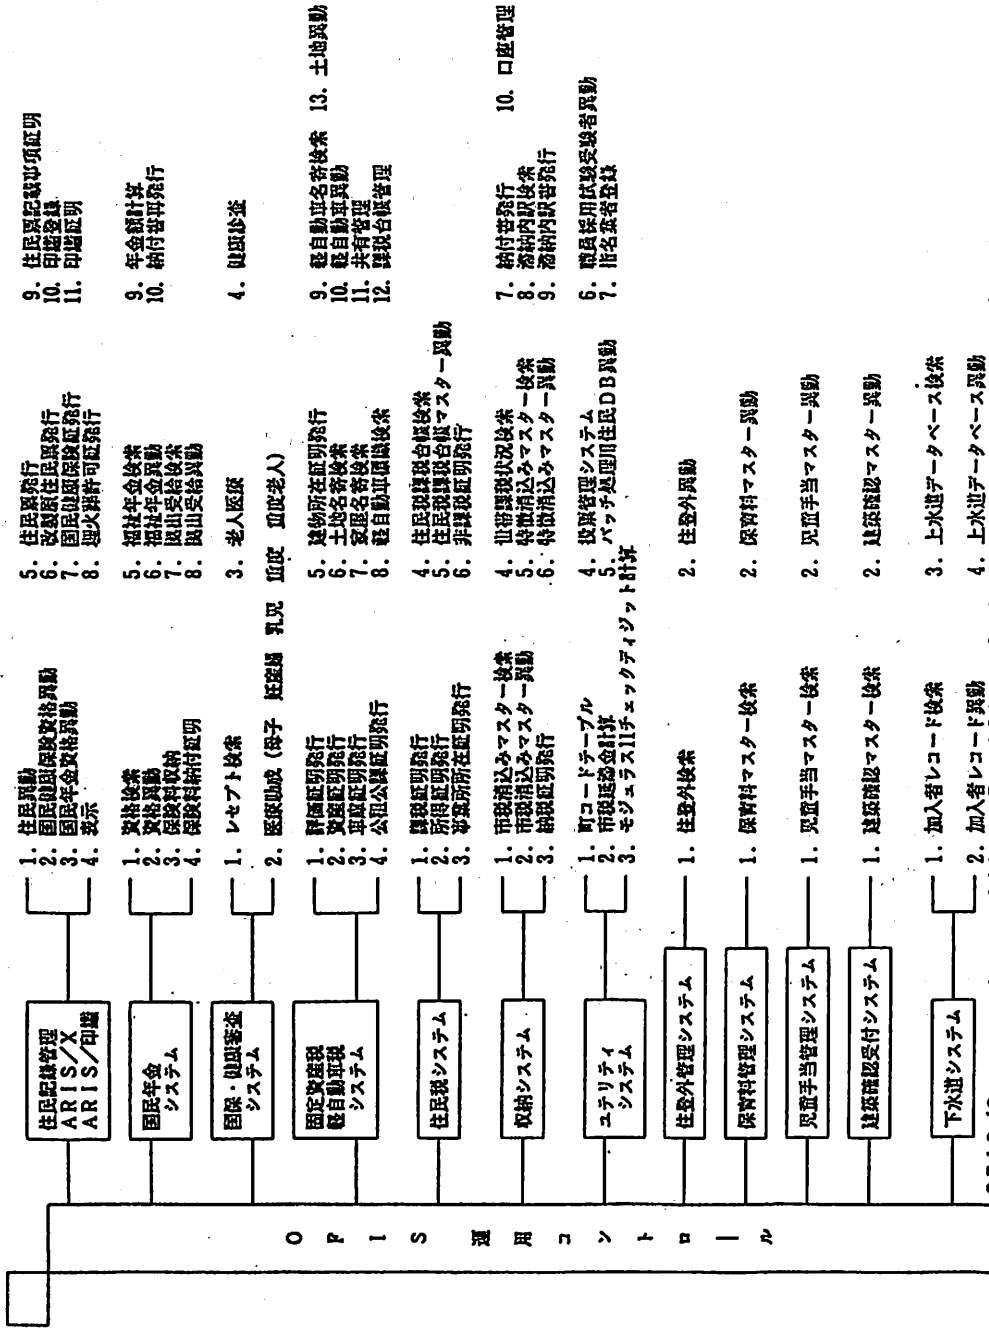 OFIS運用コントロール
住民記録管理
ARIS/X
ARIS/印鑑
1. 住民異動
2. 国民健康保険資格異動
3. 国民年金資格異動
4. 表示
5. 住民票発行
6. 改製原住民票発行
7. 国民健康保険証発行
8. 埋火葬許可証発行
9. 住民票記載事項証明
10. 印鑑登録
11. 印鑑証明
国民年金
システム
1. 資格検索
2. 資格異動
3. 保険料収納
4. 保険料納付証明
5. 福祉年金検索
6. 福祉年金異動
7. 受給検索
8. 受給異動
9. 年金額計算
10. 納付書再発行
国保・健康審査
システム
1. レセプト検索
2. 医療助成（母子 妊産婦 乳児 重度 重度老人）
3. 老人医療
4. 健康診査
固定資産税
軽自動車税
システム
1. 評価証明発行
2. 資産証明発行
3. 車証明発行
4. 公租公課証明発行
5. 建物所在証明発行
6. 土地名寄検索
7. 家屋名寄検索
8. 軽自動車標識検索
9. 軽自動車名寄検索
10. 軽自動車異動
11. 共有管理
12. 課税台帳管理
13. 土地異動
住民税システム
1. 課税証明発行
2. 所得証明発行
3. 事業所所在証明発行
4. 住民税課税台帳検索
5. 住民税課税台帳マスター異動
6. 非課税証明発行
収納システム
1. 市税消込みマスター検索
2. 市税消込みマスター異動
3. 納税証明発行
4. 世帯課税状況検索
5. 特徴消込みマスター検索
6. 特徴消込みマスター異動
7. 納付書発行
8. 滞納内訳検索
9. 滞納内訳書発行
10. 口座管理
ユテリティ
システム
1. 町コードテーブル
2. 市税延滞金計算
3. モジュラス11チェックディジット計算
4. 投票管理システム
5. バッチ処理用住民DB異動
6. 職員採用試験受験者異動
7. 指名業者登録
住登外管理システム
1. 住登外検索
2. 住登外異動
保育料管理システム
1. 保育料マスター検索
2. 保育料マスター異動
児童手当管理システム
1. 児童手当マスター検索
2. 児童手当マスター異動
建築確認受付システム
1. 建築確認マスター検索
2. 建築確認マスター異動
下水道システム
1. 加入者レコード検索
2. 加入者レコード異動
3. 上水道データベース検索
4. 上水道データベース異動